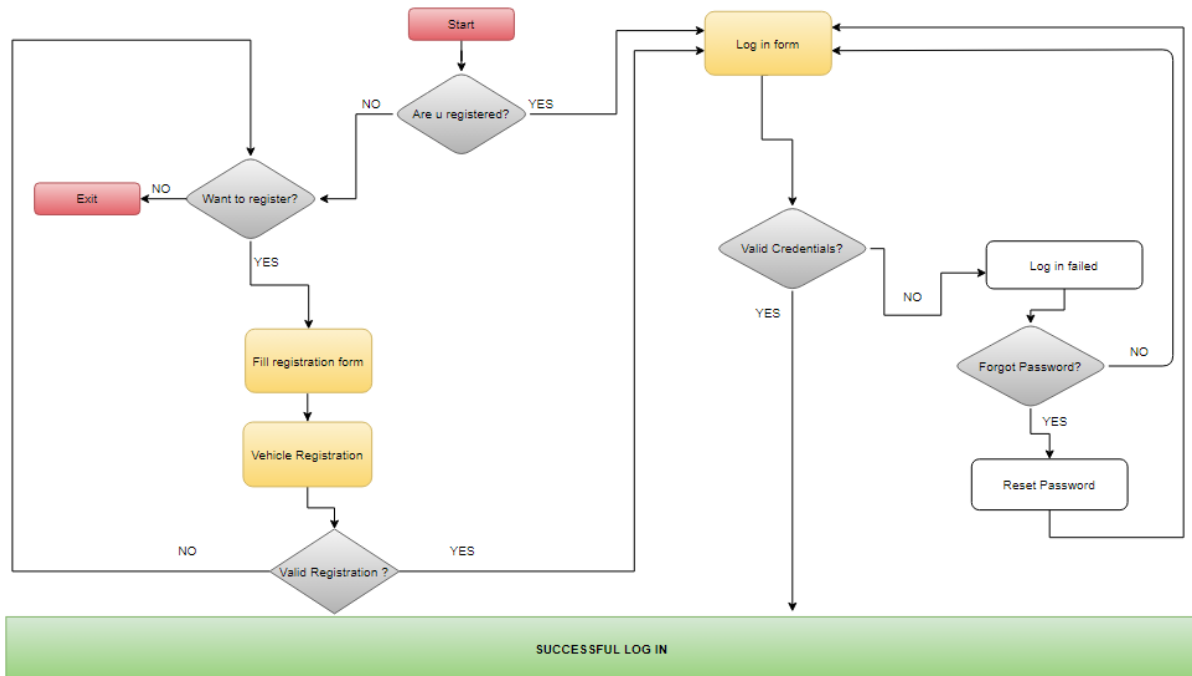 Start
Log in form
NO
YES
Are u registered?
Exit
NO
Want to register?
YES
Valid Credentials?
NO
Log in failed
YES
Fill registration form
Forgot Password?
NO
YES
Vehicle Registration
Reset Password
NO
YES
Valid Registration ?
SUCCESSFUL LOG IN